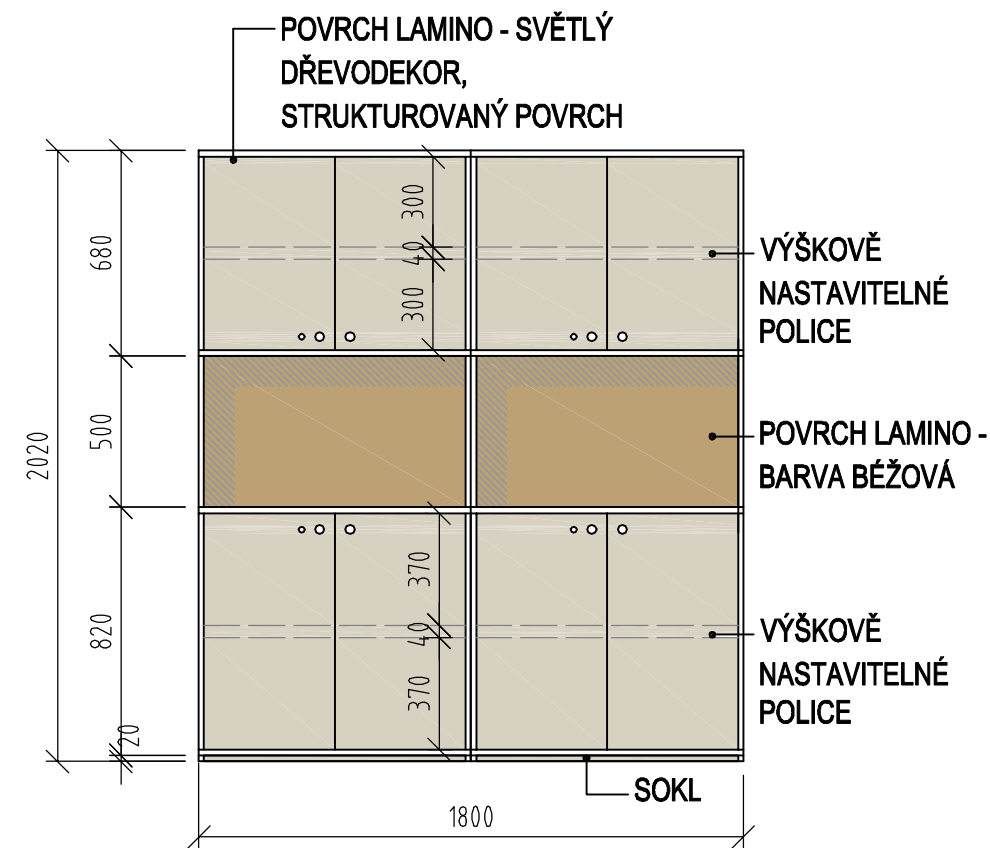 POVRCH LAMINO - SVĚTLÝ
DŘEVODEKOR,
STRUKTUROVANÝ POVRCH
300
40
300
680
VÝŠKOVĚ
NASTAVITELNÉ
POLICE
500
2020
POVRCH LAMINO -
BARVA BÉŽOVÁ
370
40
370
820
VÝŠKOVĚ
NASTAVITELNÉ
POLICE
20
SOKL
1800